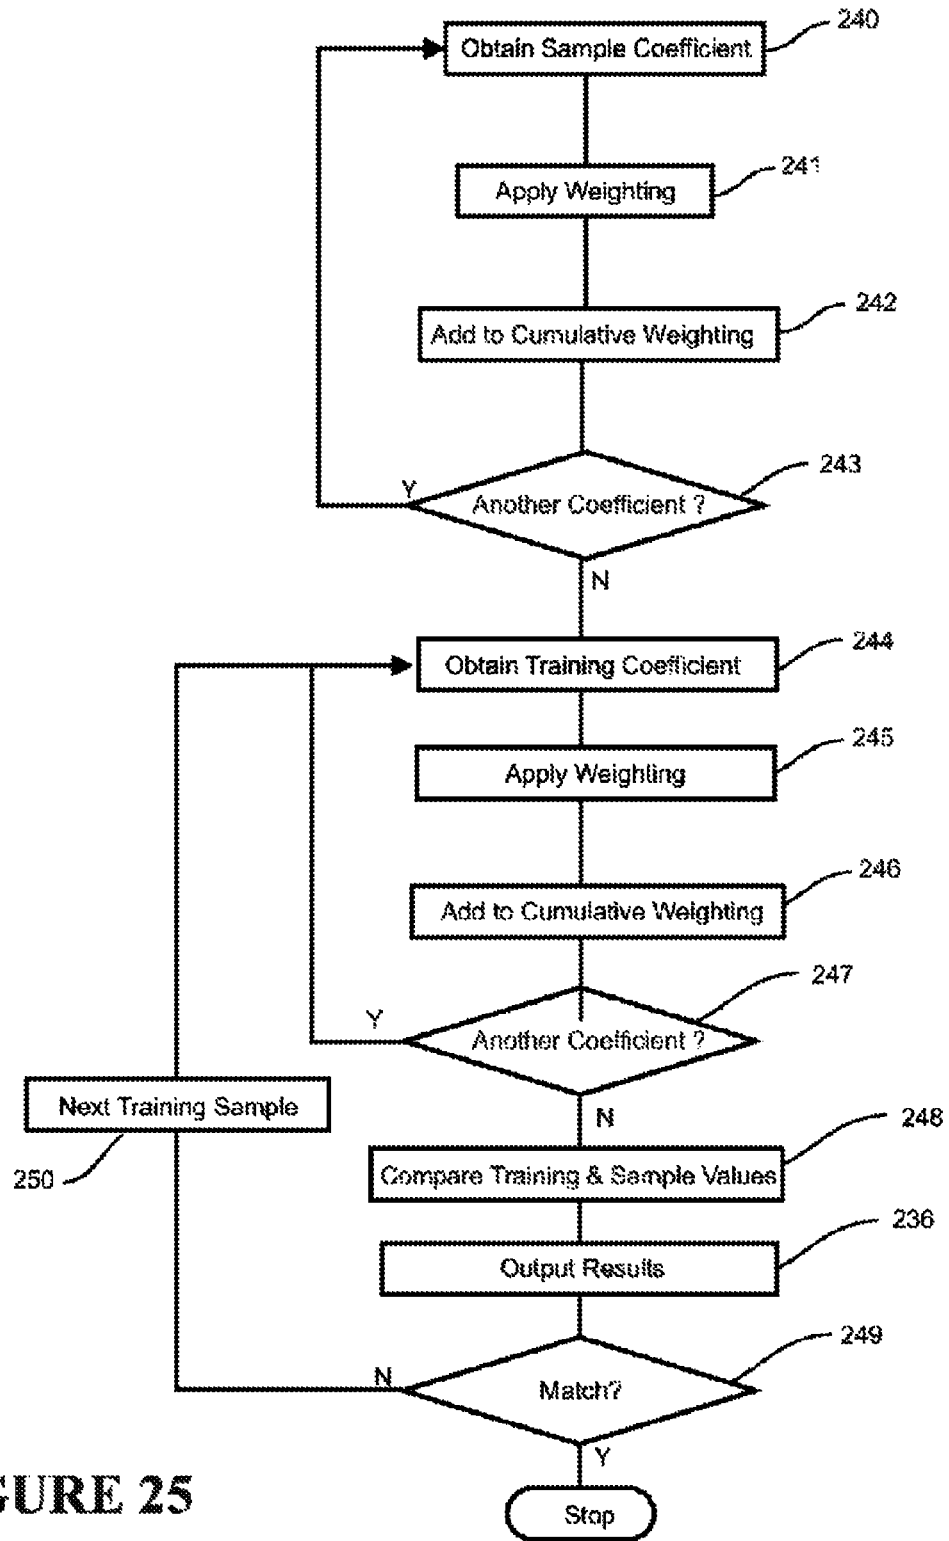 240
Obtain Sample Coefficient
241
Apply Weighting
242
Add to Cumulative Weighting
243
Y
Another Coefficient ?
N
244
Obtain Training Coefficient
245
Apply Weighting
246
Add to Cumulative Weighting
247
Y
Another Coefficient ?
Next Training Sample
N
250
248
Compare Training & Sample Values
236
Output Results
249
N
Match?
Y
GURE 25
Stop